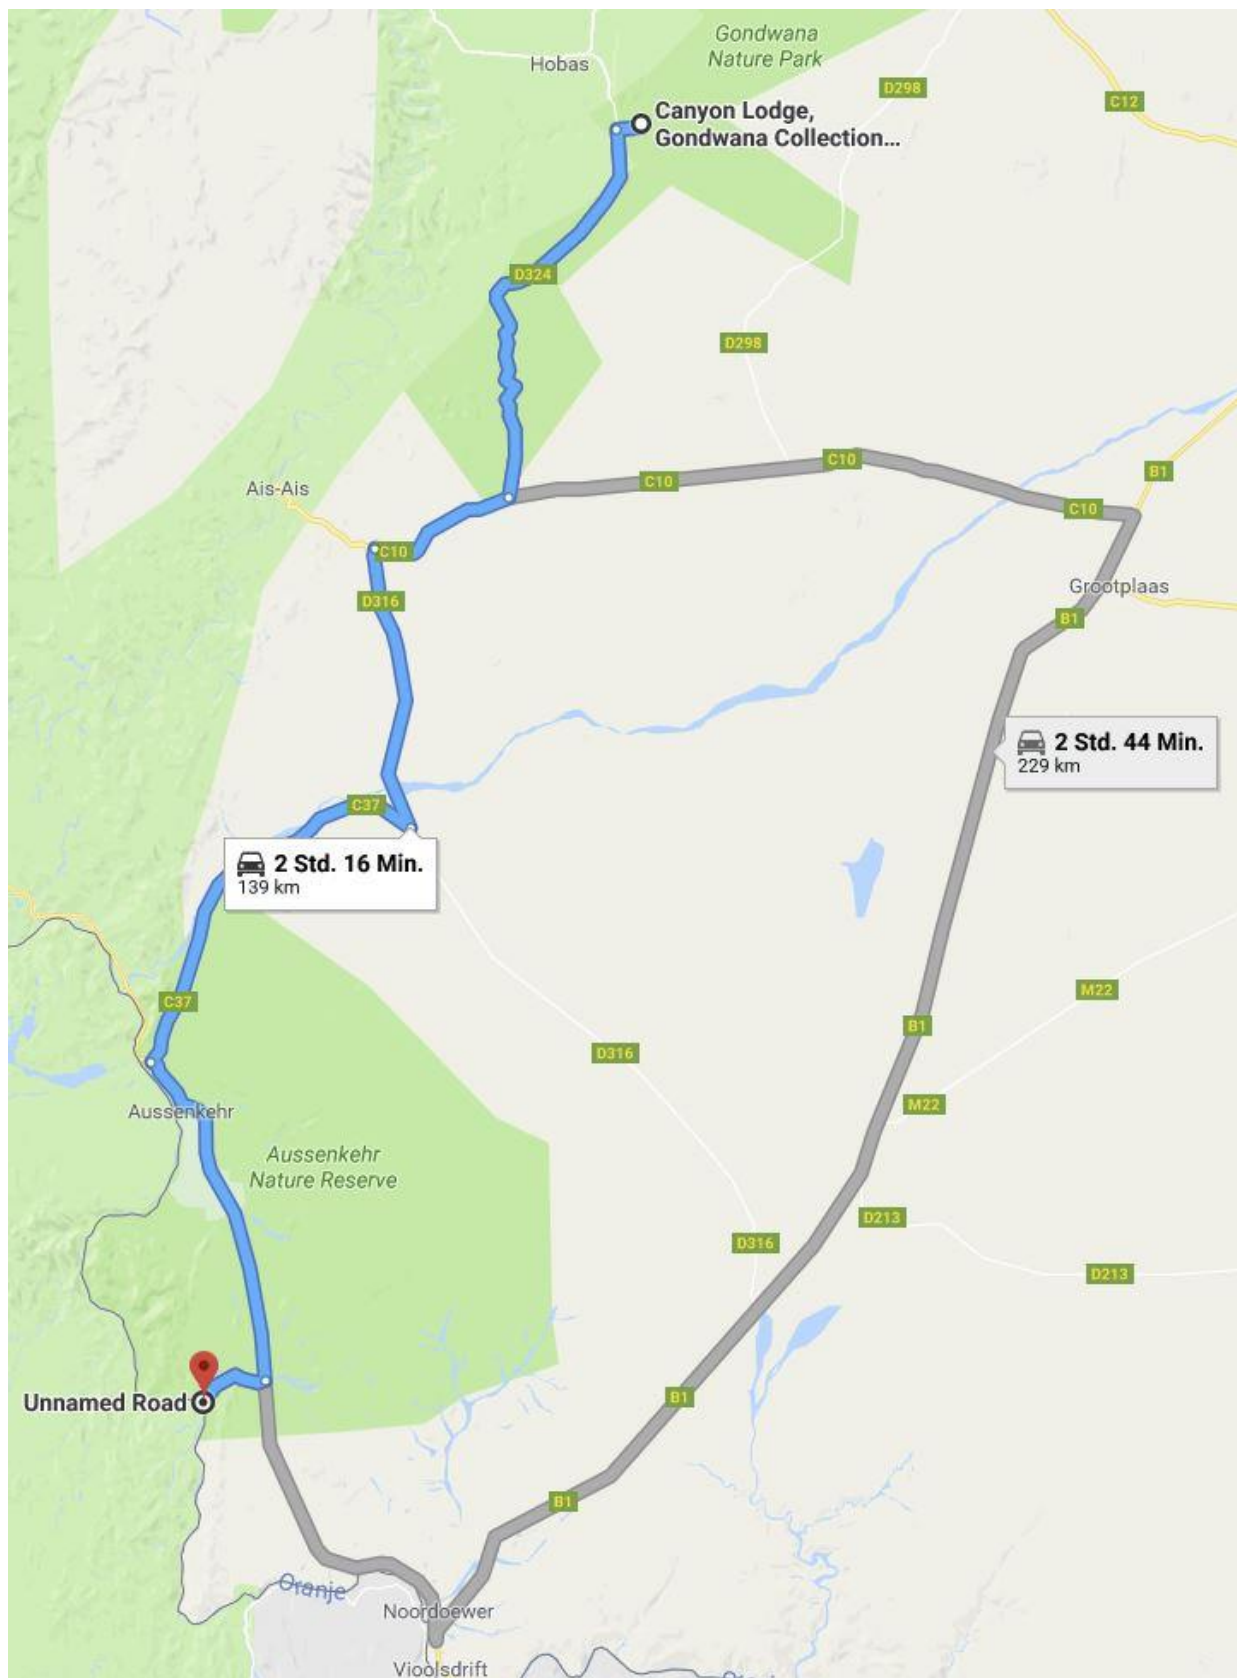 Gondwana
Nature Park
Hobas
D298
C12
Canyon Lodge,
Gondwana Collection...
D324
D298
C10
B1
C10
Ais-Ais
C10
C10
D316
Grootplaas
B1
2 Std. 44 Min.
229 km
C37
2 Std. 16 Min.
139 km
M22
C37
B1
D316
M22
Aussenkehr
Aussenkehr
Nature Reserve
D213
D316
D213
Unnamed Road
B1
B1
Oranje
Noordoewer
Vioolsdrift